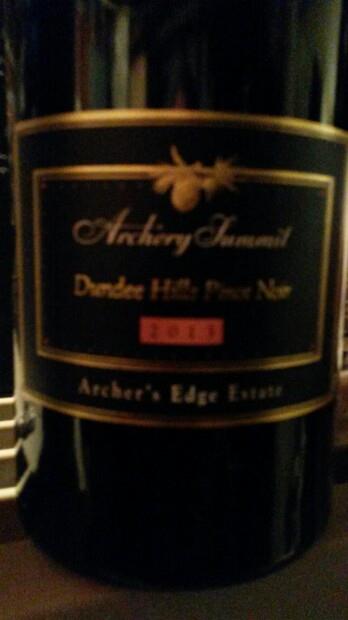 Archery Summit
Dundee Hills Pinot Noir
2013
Archer's Edge Estate